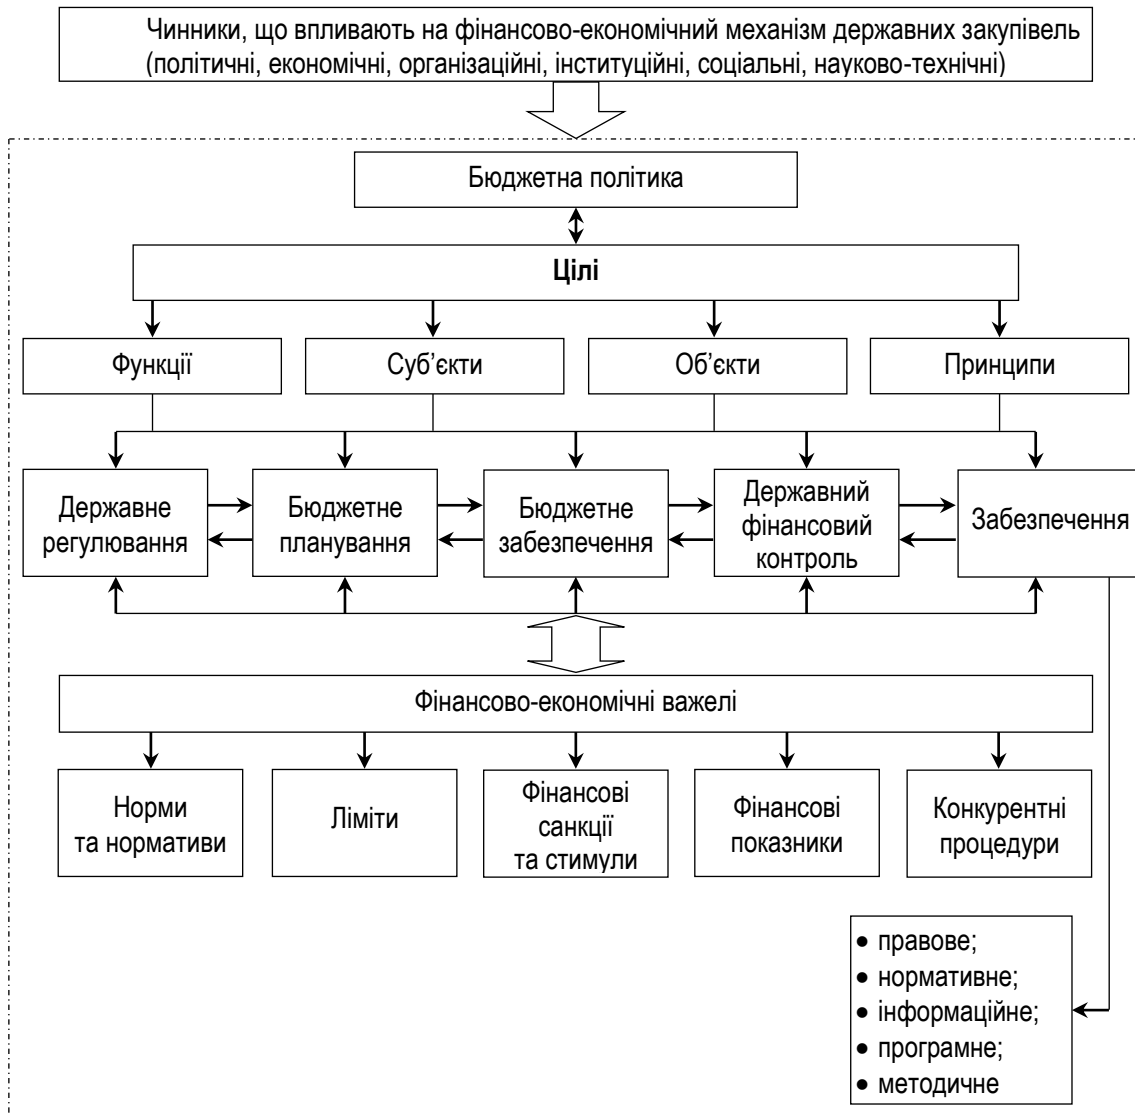 Чинники, що впливають на фінансово-економічний механізм державних закупівель
(політичні, економічні, організаційні, інституційні, соціальні, науково-технічні)
Бюджетна політика
Цілі
Функції
Суб’єкти
Об’єкти
Принципи
Державне
регулювання
Бюджетне
планування
Бюджетне
забезпечення
Державний
фінансовий
контроль
Забезпечення
Фінансово-економічні важелі
Норми
та нормативи
Ліміти
Фінансові
санкції
та стимули
Фінансові
показники
Конкурентні
процедури
• правове;
• нормативне;
• інформаційне;
• програмне;
• методичне